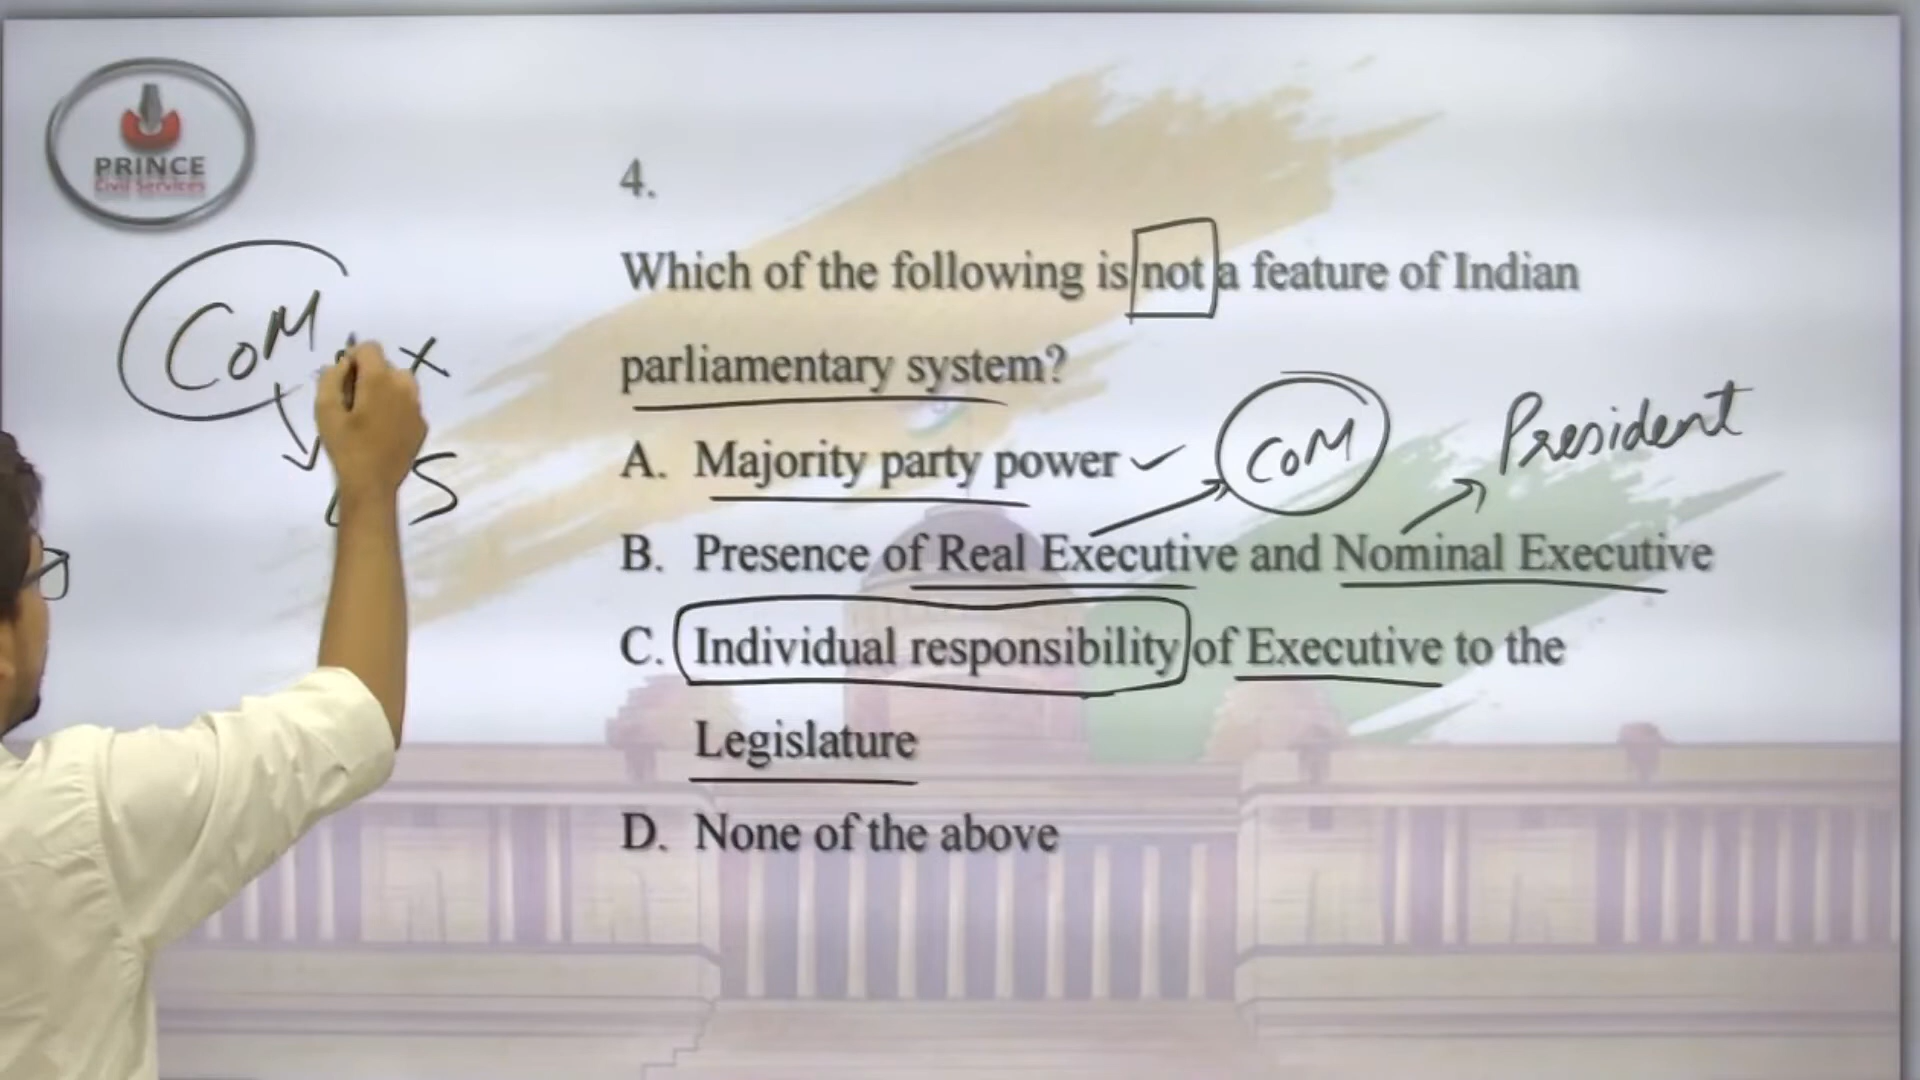 PRINCE
Civil Services
4.
Which of the following is not a feature of Indian
parliamentary system?
A. Majority party power
B. Presence of Real Executive and Nominal Executive
C. Individual responsibility of Executive to the
Legislature
D. None of the above
CoM
President
CoM